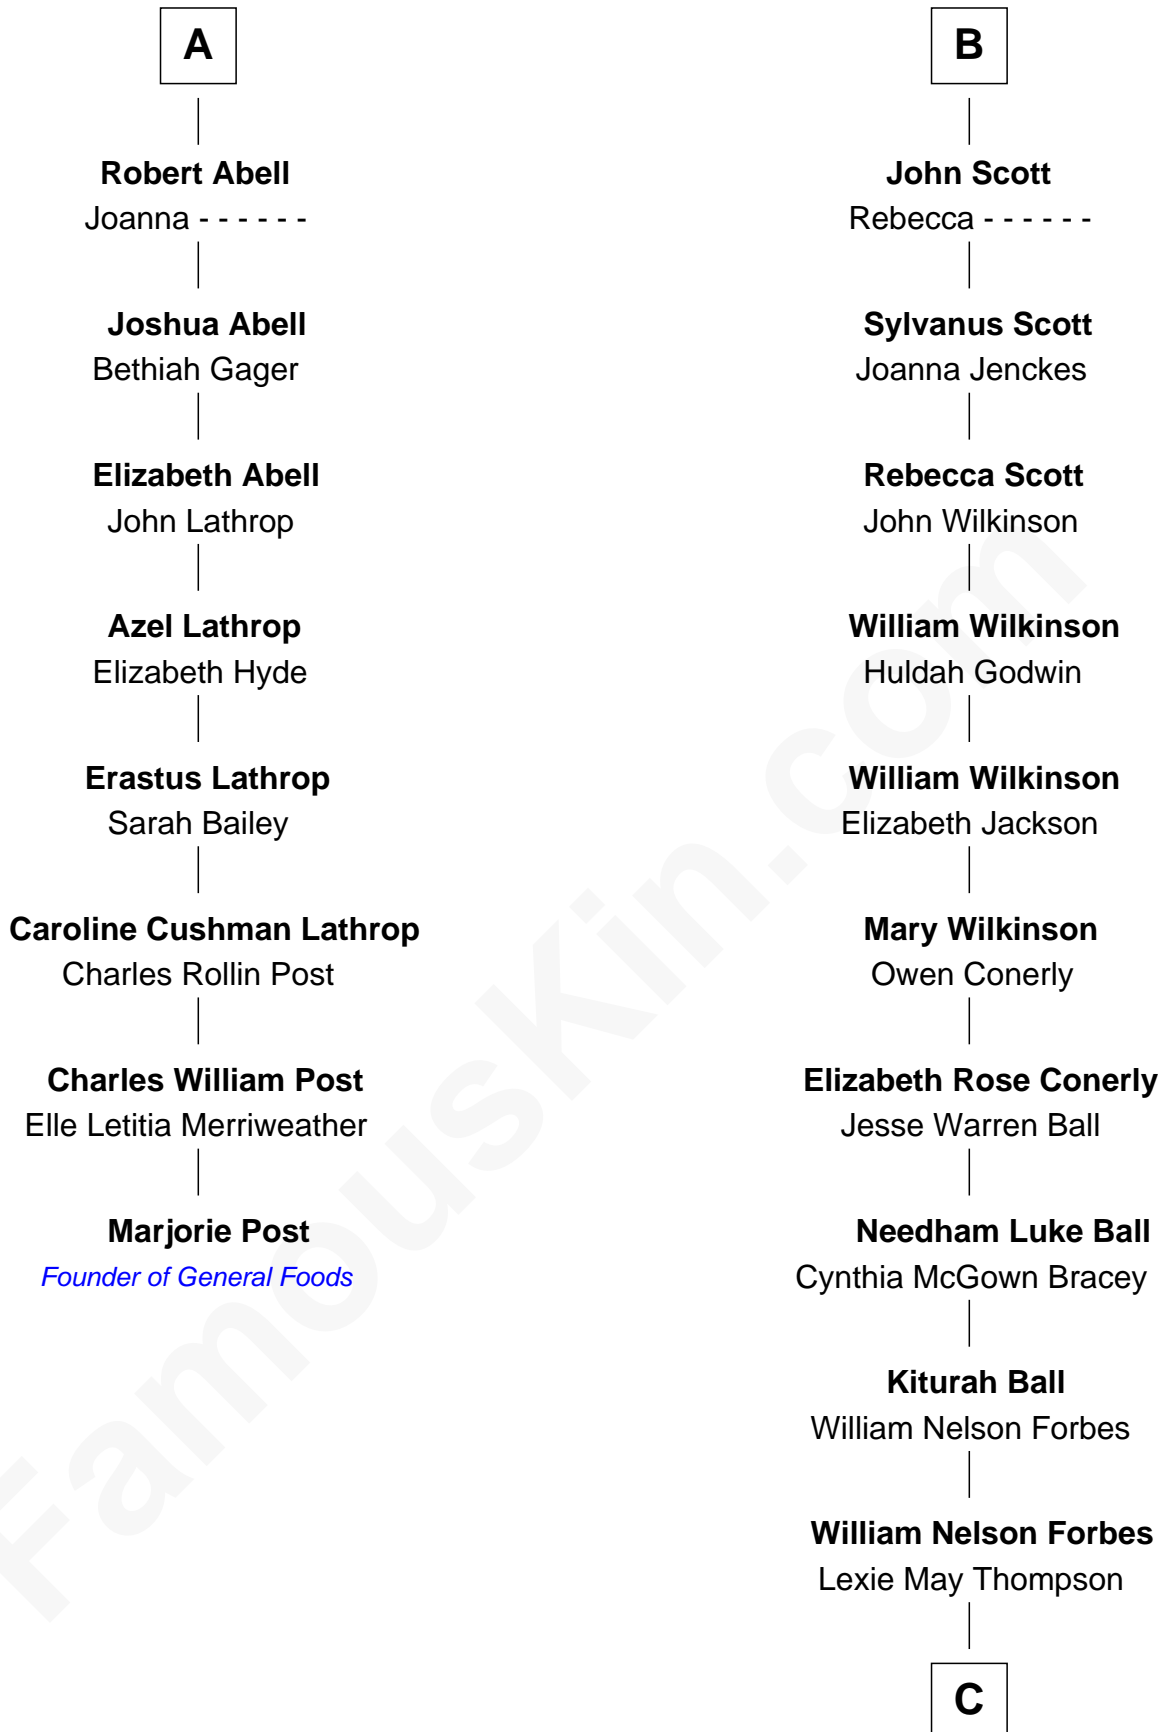 A
Robert Abell
Joanna - - - - - -
Joshua Abell
Bethiah Gager
Elizabeth Abell
John Lathrop
Azel Lathrop
Elizabeth Hyde
Erastus Lathrop
Sarah Bailey
Caroline Cushman Lathrop
Charles Rollin Post
Charles William Post
Elle Letitia Merriweather
Marjorie Post
Founder of General Foods
B
John Scott
Rebecca - - - - - -
Sylvanus Scott
Joanna Jenckes
Rebecca Scott
John Wilkinson
William Wilkinson
Huldah Godwin
William Wilkinson
Elizabeth Jackson
Mary Wilkinson
Owen Conerly
Elizabeth Rose Conerly
Jesse Warren Ball
Needham Luke Ball
Cynthia McGown Bracey
Kiturah Ball
William Nelson Forbes
William Nelson Forbes
Lexie May Thompson
C
FamousKin.com